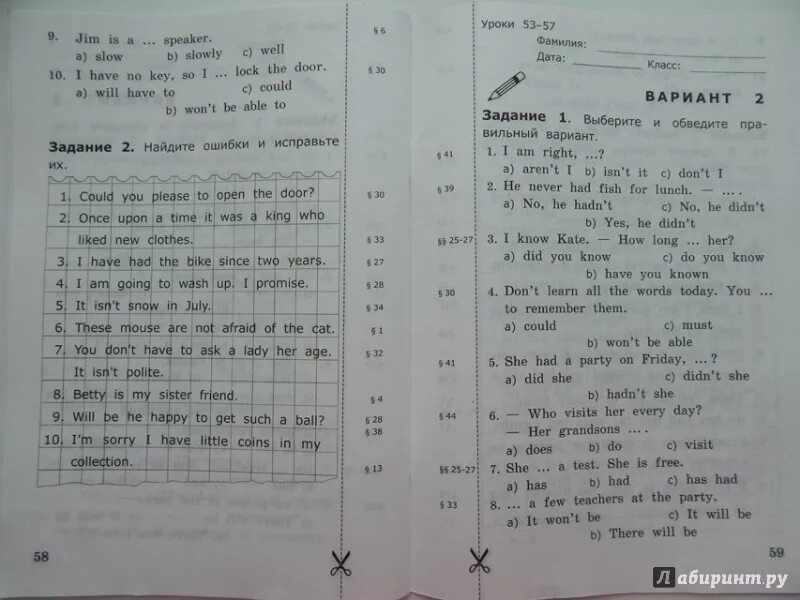 9. Jim is a ... speaker.
a) slow b) slowly c) well
10. I have no key, so I ... lock the door.
a) will have to c) could
b) won't be able to
Задание 2. Найдите ошибки и исправьте
их.
1. Could you please to open the door?
2. Once upon a time it was a king who
liked new clothes.
3. I have had the bike since two years.
4. I am going to wash up. I promise.
5. It isn't snow in July.
6. These mouse are not afraid of the cat.
7. You don't have to ask a lady her age.
It isn't polite.
8. Betty is my sister friend.
9. Will be he happy to get such a ball?
10. I'm sorry I have little coins in my
collection.
58
§ 6
§ 30
§ 30
§ 33
§ 27
§ 28
§ 34
§ 1
§ 32
§ 4
§ 28
§ 38
§ 13
Уроки 53–57
Фамилия:
Дата: Класс:
ВАРИАНТ 2
Задание 1. Выберите и обведите пра-
вильный вариант.
§ 41
1. I am right, ...?
a) aren't I b) isn't it c) don't I
§ 39
2. He never had fish for lunch. — ... .
a) No, he hadn't c) No, he didn't
b) Yes, he didn't
§§ 25-27
3. I know Kate. — How long ... her?
a) did you know c) do you know
b) have you known
§ 30
4. Don't learn all the words today. You ...
to remember them.
a) could c) must
b) won't be able
§ 41
5. She had a party on Friday, ... ?
a) did she c) didn't she
b) hadn't she
§ 44
6. — Who visits her every day?
— Her grandsons ... .
a) does b) do c) visit
§§ 25-27
7. She ... a test. She is free.
a) has b) had c) has had
§ 33
8. ... a few teachers at the party.
a) It won't be c) It will be
b) There will be
59
Лабиринт.ру